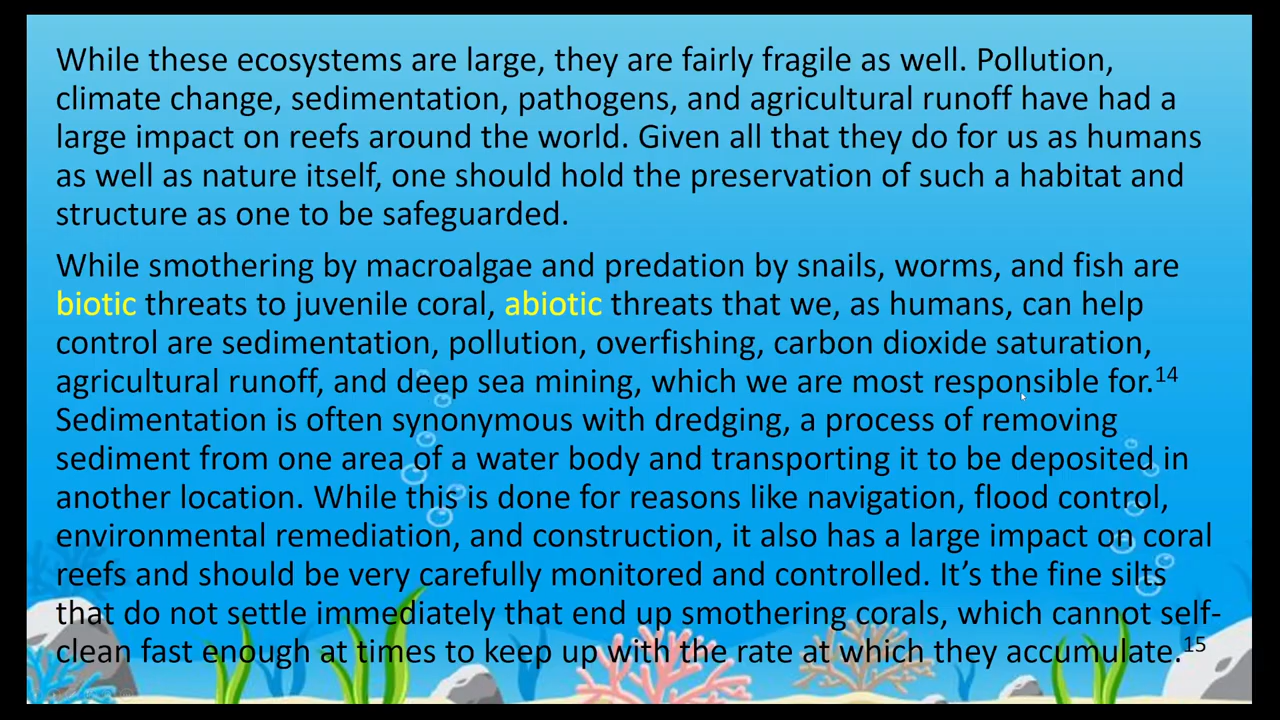 While these ecosystems are large, they are fairly fragile as well. Pollution,
climate change, sedimentation, pathogens, and agricultural runoff have had a
large impact on reefs around the world. Given all that they do for us as humans
as well as nature itself, one should hold the preservation of such a habitat and
structure as one to be safeguarded.
While smothering by macroalgae and predation by snails, worms, and fish are
biotic threats to juvenile coral, abiotic threats that we, as humans, can help
control are sedimentation, pollution, overfishing, carbon dioxide saturation,
agricultural runoff, and deep sea mining, which we are most responsible for.14
Sedimentation is often synonymous with dredging, a process of removing
sediment from one area of a water body and transporting it to be deposited in
another location. While this is done for reasons like navigation, flood control,
environmental remediation, and construction, it also has a large impact on coral
reefs and should be very carefully monitored and controlled. It’s the fine silts
that do not settle immediately that end up smothering corals, which cannot self-
clean fast enough at times to keep up with the rate at which they accumulate.15